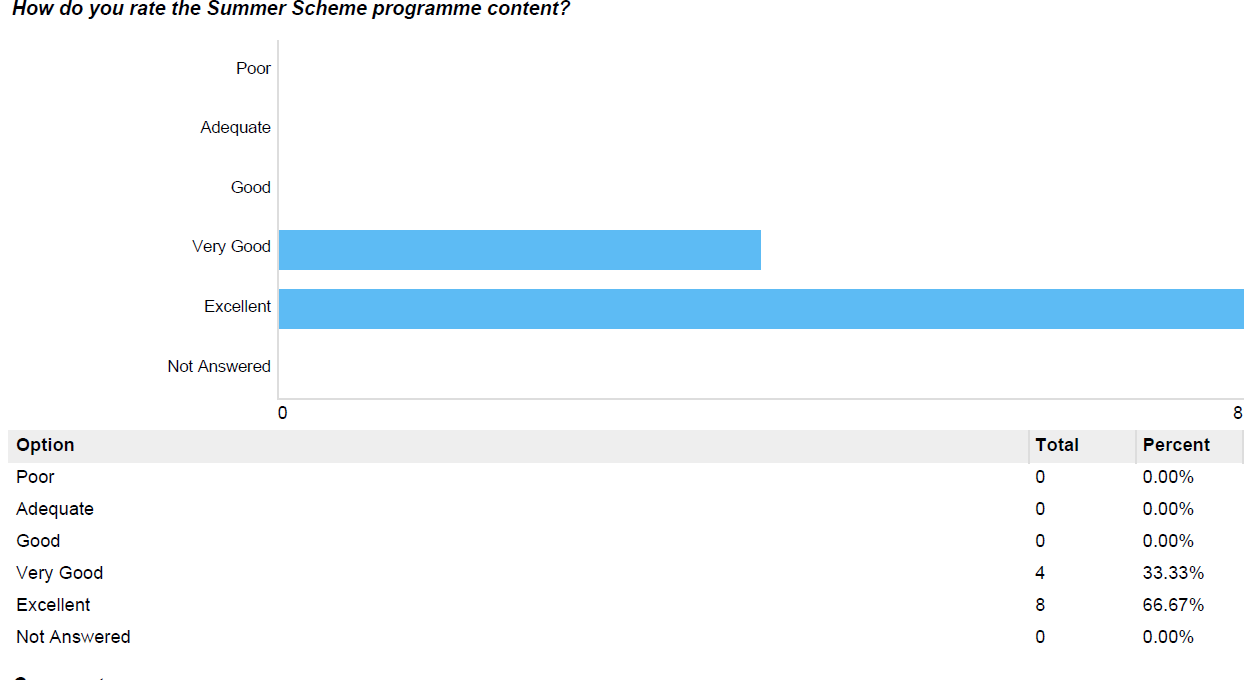 How do you rate the Summer Scheme programme content?
Poor
Adequate
Good
Very Good
Excellent
Not Answered
0 8
Option Total Percent
Poor 0 0.00%
Adequate 0 0.00%
Good 0 0.00%
Very Good 4 33.33%
Excellent 8 66.67%
Not Answered 0 0.00%